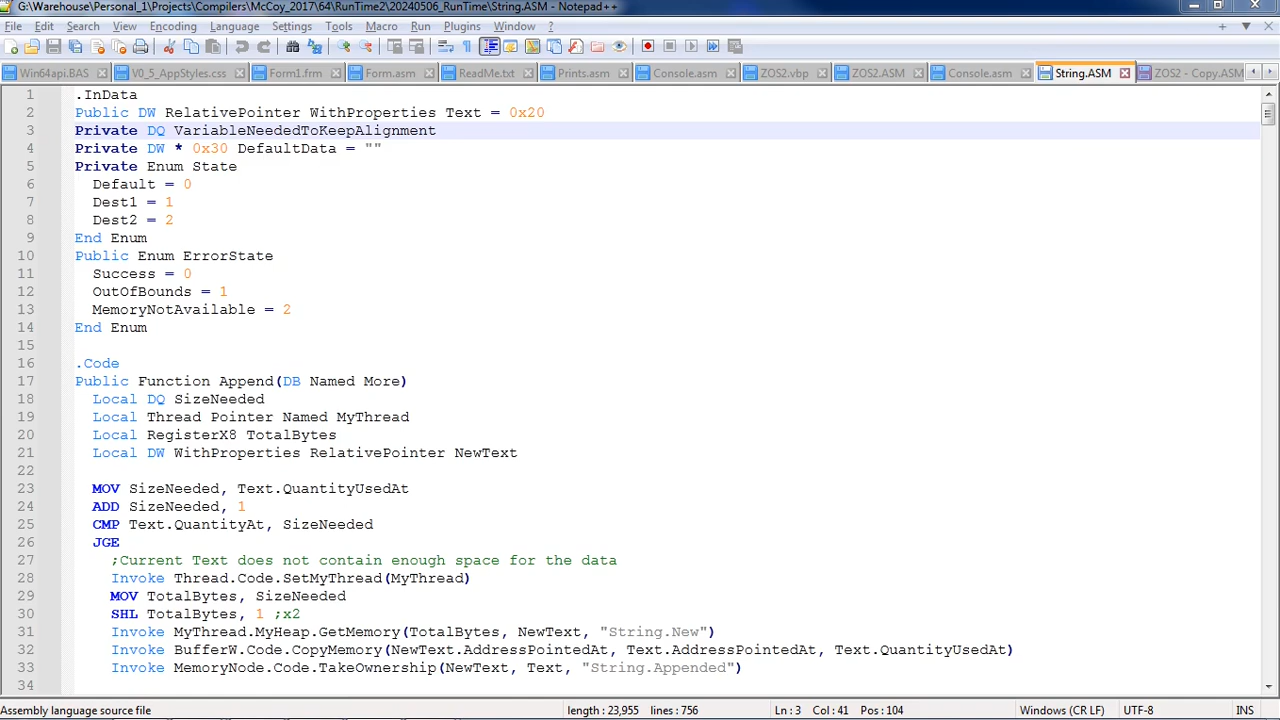 G:\Warehouse\Personal_1\Projects\Compilers\McCoy_2017\64\RunTime2\20240506_RunTime\String.ASM - Notepad++
File Edit Search View Encoding Language Settings Tools Macro Run Plugins Window ?
Win64api.BAS V0_5_AppStyles.css Form1.frm Form.asm ReadMe.txt Prints.asm Console.asm ZOS2.vbp ZOS2.ASM Console.asm String.ASM ZOS2 - Copy.ASM
1 .InData
2 Public DW RelativePointer WithProperties Text = 0x20
3 Private DQ VariableNeededToKeepAlignment
4 Private DW * 0x30 DefaultData = ""
5 Private Enum State
6 Default = 0
7 Dest1 = 1
8 Dest2 = 2
9 End Enum
10 Public Enum ErrorState
11 Success = 0
12 OutOfBounds = 1
13 MemoryNotAvailable = 2
14 End Enum
15
16 .Code
17 Public Function Append(DB Named More)
18 Local DQ SizeNeeded
19 Local Thread Pointer Named MyThread
20 Local RegisterX8 TotalBytes
21 Local DW WithProperties RelativePointer NewText
22
23 MOV SizeNeeded, Text.QuantityUsedAt
24 ADD SizeNeeded, 1
25 CMP Text.QuantityAt, SizeNeeded
26 JGE
27 ;Current Text does not contain enough space for the data
28 Invoke Thread.Code.SetMyThread(MyThread)
29 MOV TotalBytes, SizeNeeded
30 SHL TotalBytes, 1 ;x2
31 Invoke MyThread.MyHeap.GetMemory(TotalBytes, NewText, "String.New")
32 Invoke BufferW.Code.CopyMemory(NewText.AddressPointedAt, Text.AddressPointedAt, Text.QuantityUsedAt)
33 Invoke MemoryNode.Code.TakeOwnership(NewText, Text, "String.Appended")
34
Assembly language source file length : 23,955 lines : 756 Ln : 3 Col : 41 Pos : 104 Windows (CR LF) UTF-8 INS